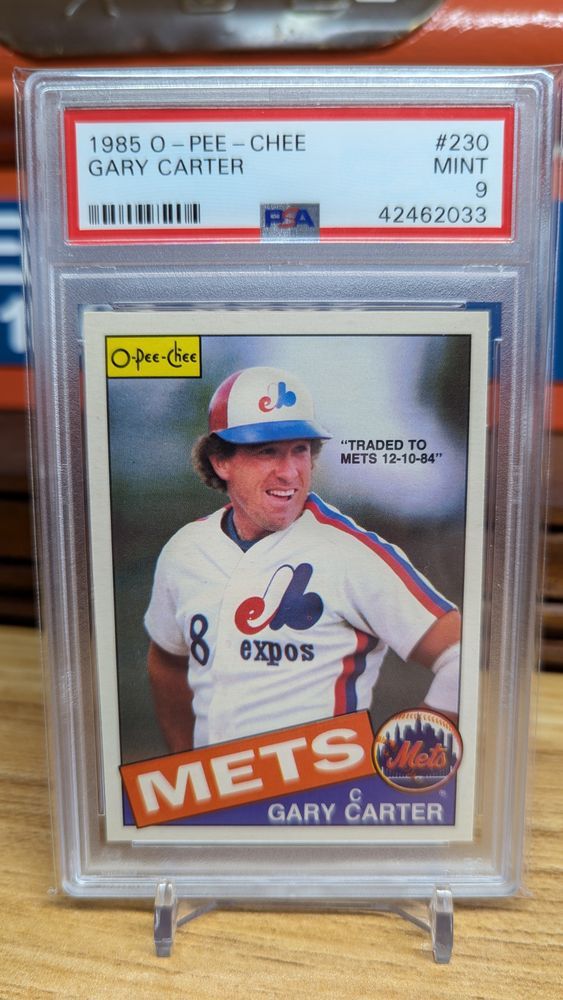 1985 O-PEE-CHEE #230
GARY CARTER MINT
9
PSA 42462033
O-Pee-Chee
"TRADED TO
METS 12-10-84"
8 expos
METS
Mets
C
GARY CARTER